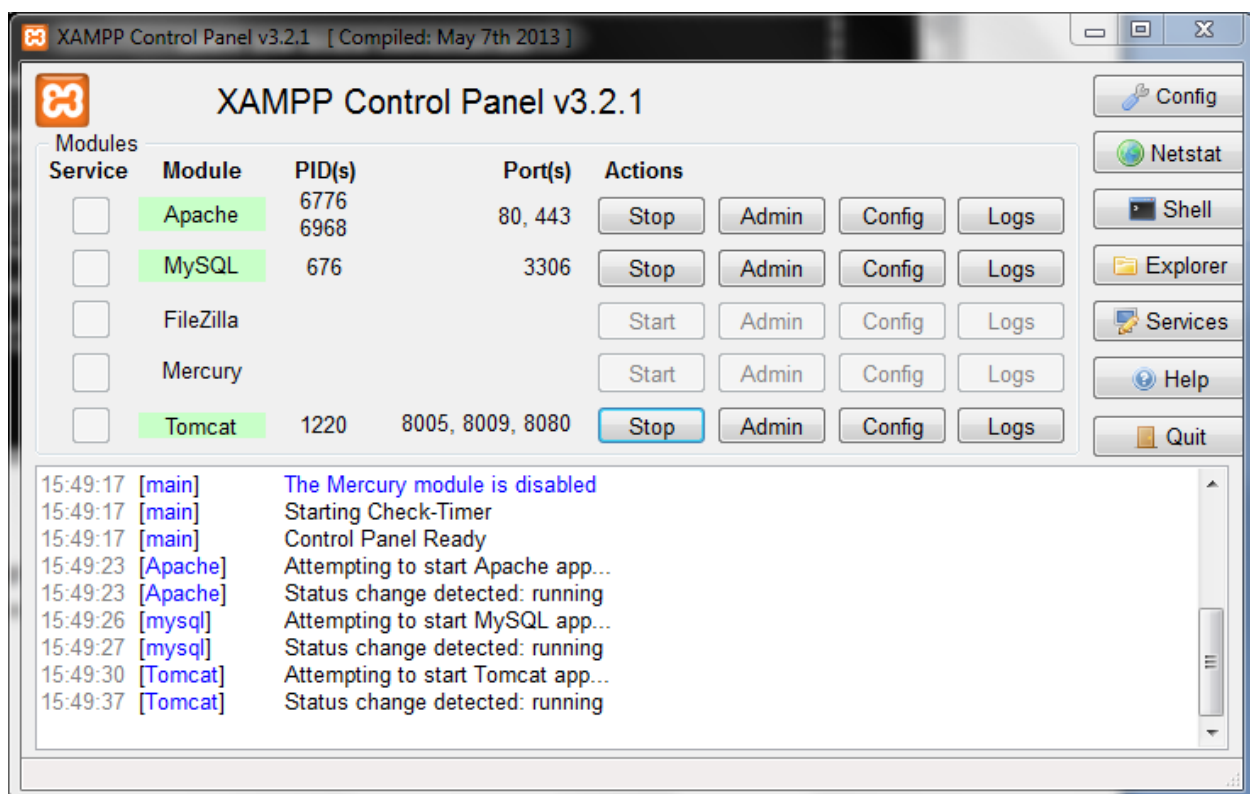 XAMPP Control Panel v3.2.1 [ Compiled: May 7th 2013 ]
XAMPP Control Panel v3.2.1
Config
Modules
Netstat
Service Module PID(s) Port(s) Actions
Apache 6776 6968 80, 443 Stop Admin Config Logs
Shell
MySQL 676 3306 Stop Admin Config Logs
Explorer
FileZilla Start Admin Config Logs
Services
Mercury Start Admin Config Logs
Help
Tomcat 1220 8005, 8009, 8080 Stop Admin Config Logs
Quit
15:49:17 [main] The Mercury module is disabled
15:49:17 [main] Starting Check-Timer
15:49:17 [main] Control Panel Ready
15:49:23 [Apache] Attempting to start Apache app...
15:49:23 [Apache] Status change detected: running
15:49:26 [mysql] Attempting to start MySQL app...
15:49:27 [mysql] Status change detected: running
15:49:30 [Tomcat] Attempting to start Tomcat app...
15:49:37 [Tomcat] Status change detected: running